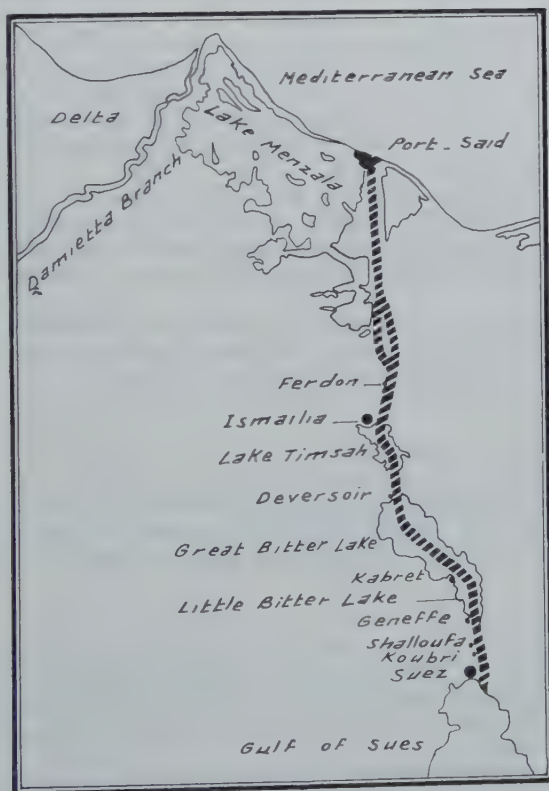 Mediterranean Sea
Delta
Lake Menzala
Port-Said
Damietta Branch
Ferdon
Ismailia
Lake Timsah
Deversoir
Great Bitter Lake
Kabret
Little Bitter Lake
Geneffe
Shalloufa
Koubri
Suez
Gulf of Sues